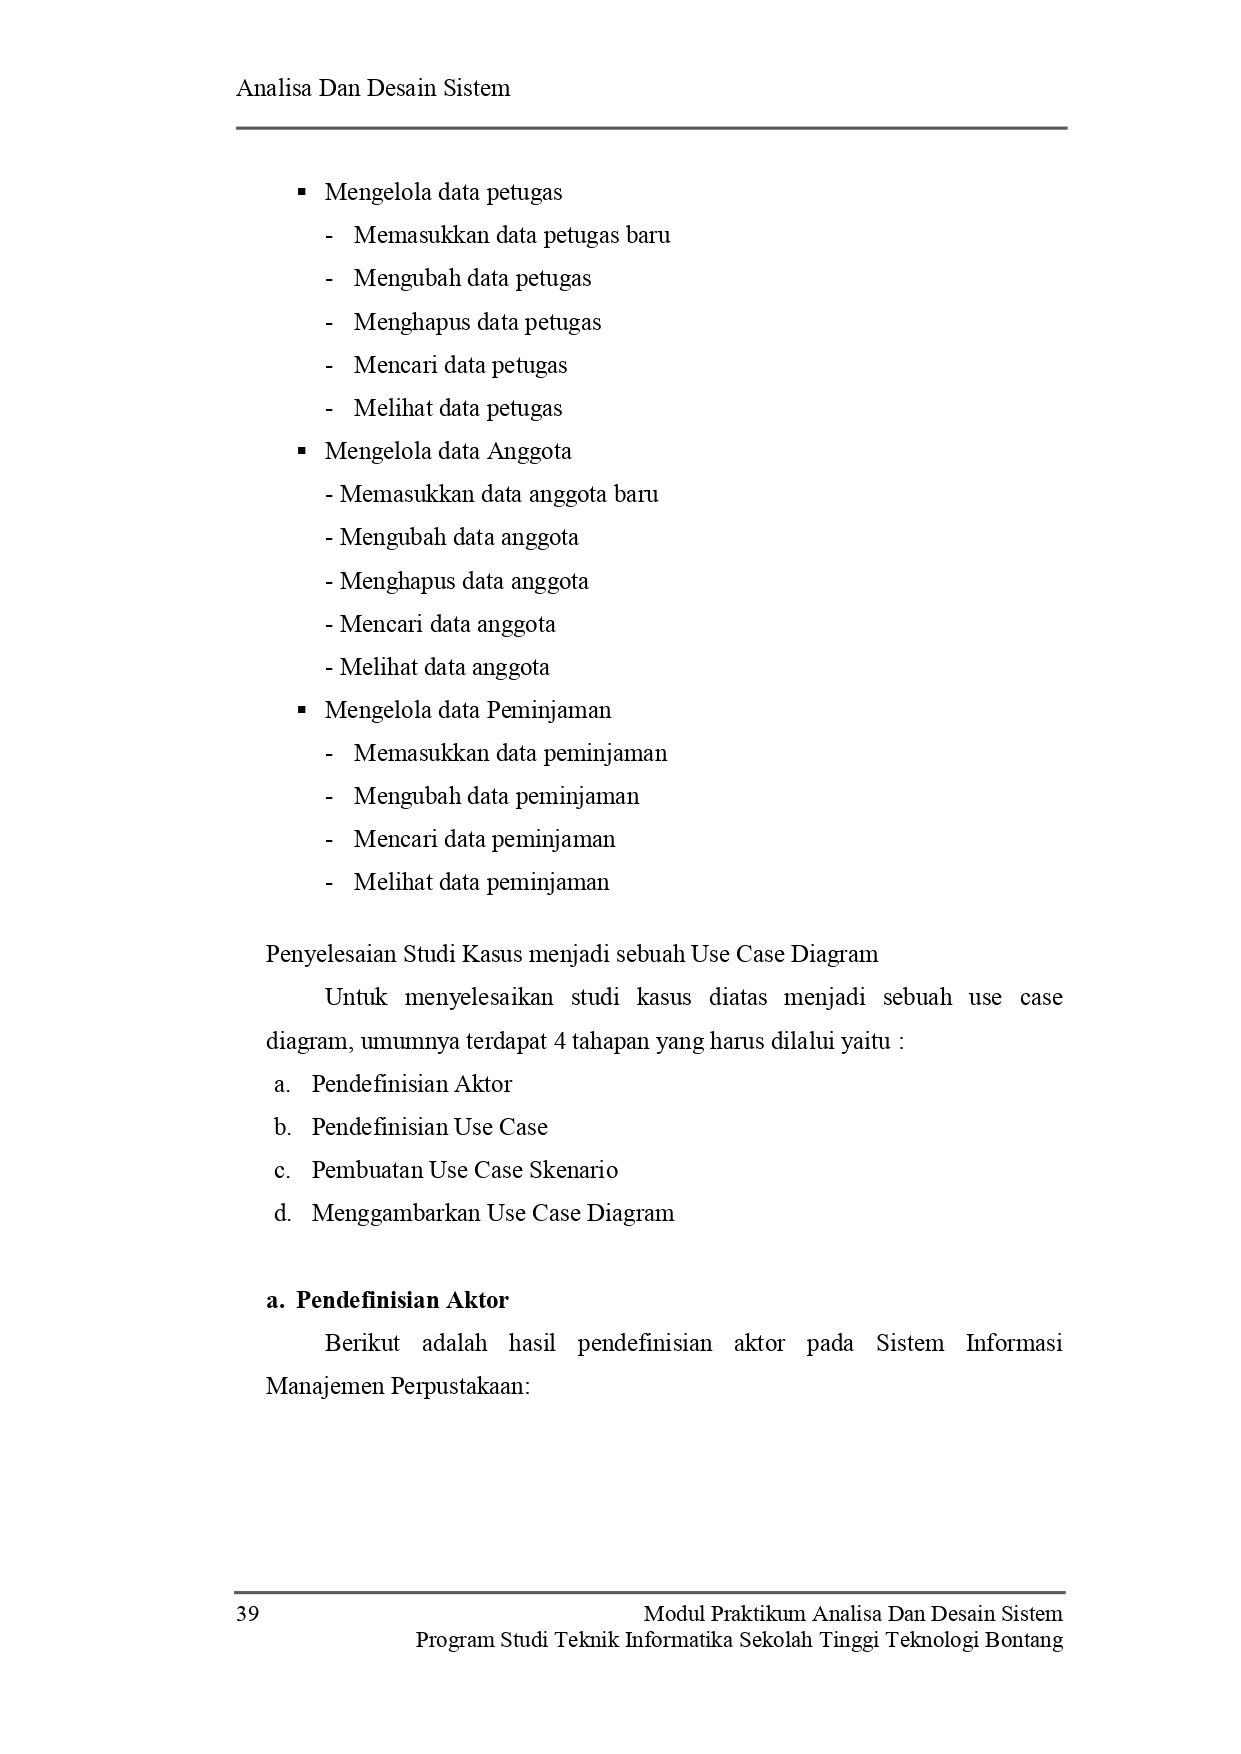 Analisa Dan Desain Sistem
▪ Mengelola data petugas
- Memasukkan data petugas baru
- Mengubah data petugas
- Menghapus data petugas
- Mencari data petugas
- Melihat data petugas
▪ Mengelola data Anggota
- Memasukkan data anggota baru
- Mengubah data anggota
- Menghapus data anggota
- Mencari data anggota
- Melihat data anggota
▪ Mengelola data Peminjaman
- Memasukkan data peminjaman
- Mengubah data peminjaman
- Mencari data peminjaman
- Melihat data peminjaman
Penyelesaian Studi Kasus menjadi sebuah Use Case Diagram
Untuk menyelesaikan studi kasus diatas menjadi sebuah use case
diagram, umumnya terdapat 4 tahapan yang harus dilalui yaitu :
a. Pendefinisian Aktor
b. Pendefinisian Use Case
c. Pembuatan Use Case Skenario
d. Menggambarkan Use Case Diagram
a. Pendefinisian Aktor
Berikut adalah hasil pendefinisian aktor pada Sistem Informasi
Manajemen Perpustakaan:
39 Modul Praktikum Analisa Dan Desain Sistem
Program Studi Teknik Informatika Sekolah Tinggi Teknologi Bontang